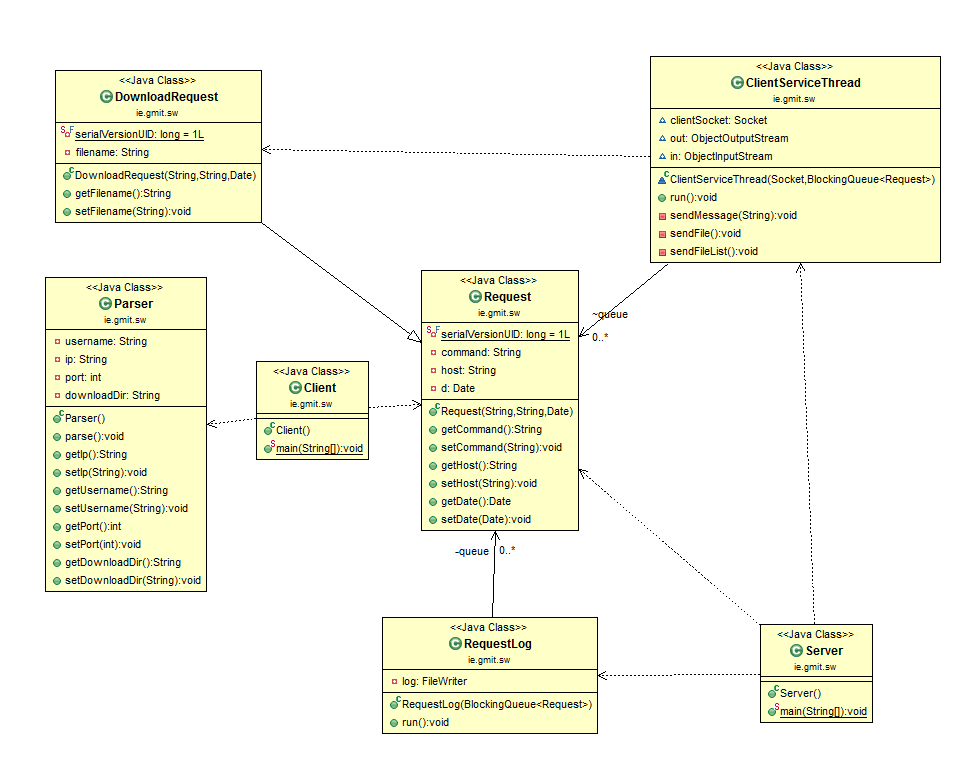 <<Java Class>>
DownloadRequest
ie.gmit.sw
serialVersionUID: long = 1L
filename: String
DownloadRequest(String,String,Date)
getFilename():String
setFilename(String):void
<<Java Class>>
ClientServiceThread
ie.gmit.sw
clientSocket: Socket
out: ObjectOutputStream
in: ObjectInputStream
ClientServiceThread(Socket,BlockingQueue<Request>)
run():void
sendMessage(String):void
sendFile():void
sendFileList():void
<<Java Class>>
Parser
ie.gmit.sw
username: String
ip: String
port: int
downloadDir: String
Parser()
parse():void
getIp():String
setIp(String):void
getUsername():String
setUsername(String):void
getPort():int
setPort(int):void
getDownloadDir():String
setDownloadDir(String):void
<<Java Class>>
Client
ie.gmit.sw
Client()
main(String[]):void
<<Java Class>>
Request
ie.gmit.sw
serialVersionUID: long = 1L
command: String
host: String
d: Date
Request(String,String,Date)
getCommand():String
setCommand(String):void
getHost():String
setHost(String):void
getDate():Date
setDate(Date):void
~queue
0..*
-queue
0..*
<<Java Class>>
RequestLog
ie.gmit.sw
log: FileWriter
RequestLog(BlockingQueue<Request>)
run():void
<<Java Class>>
Server
ie.gmit.sw
Server()
main(String[]):void